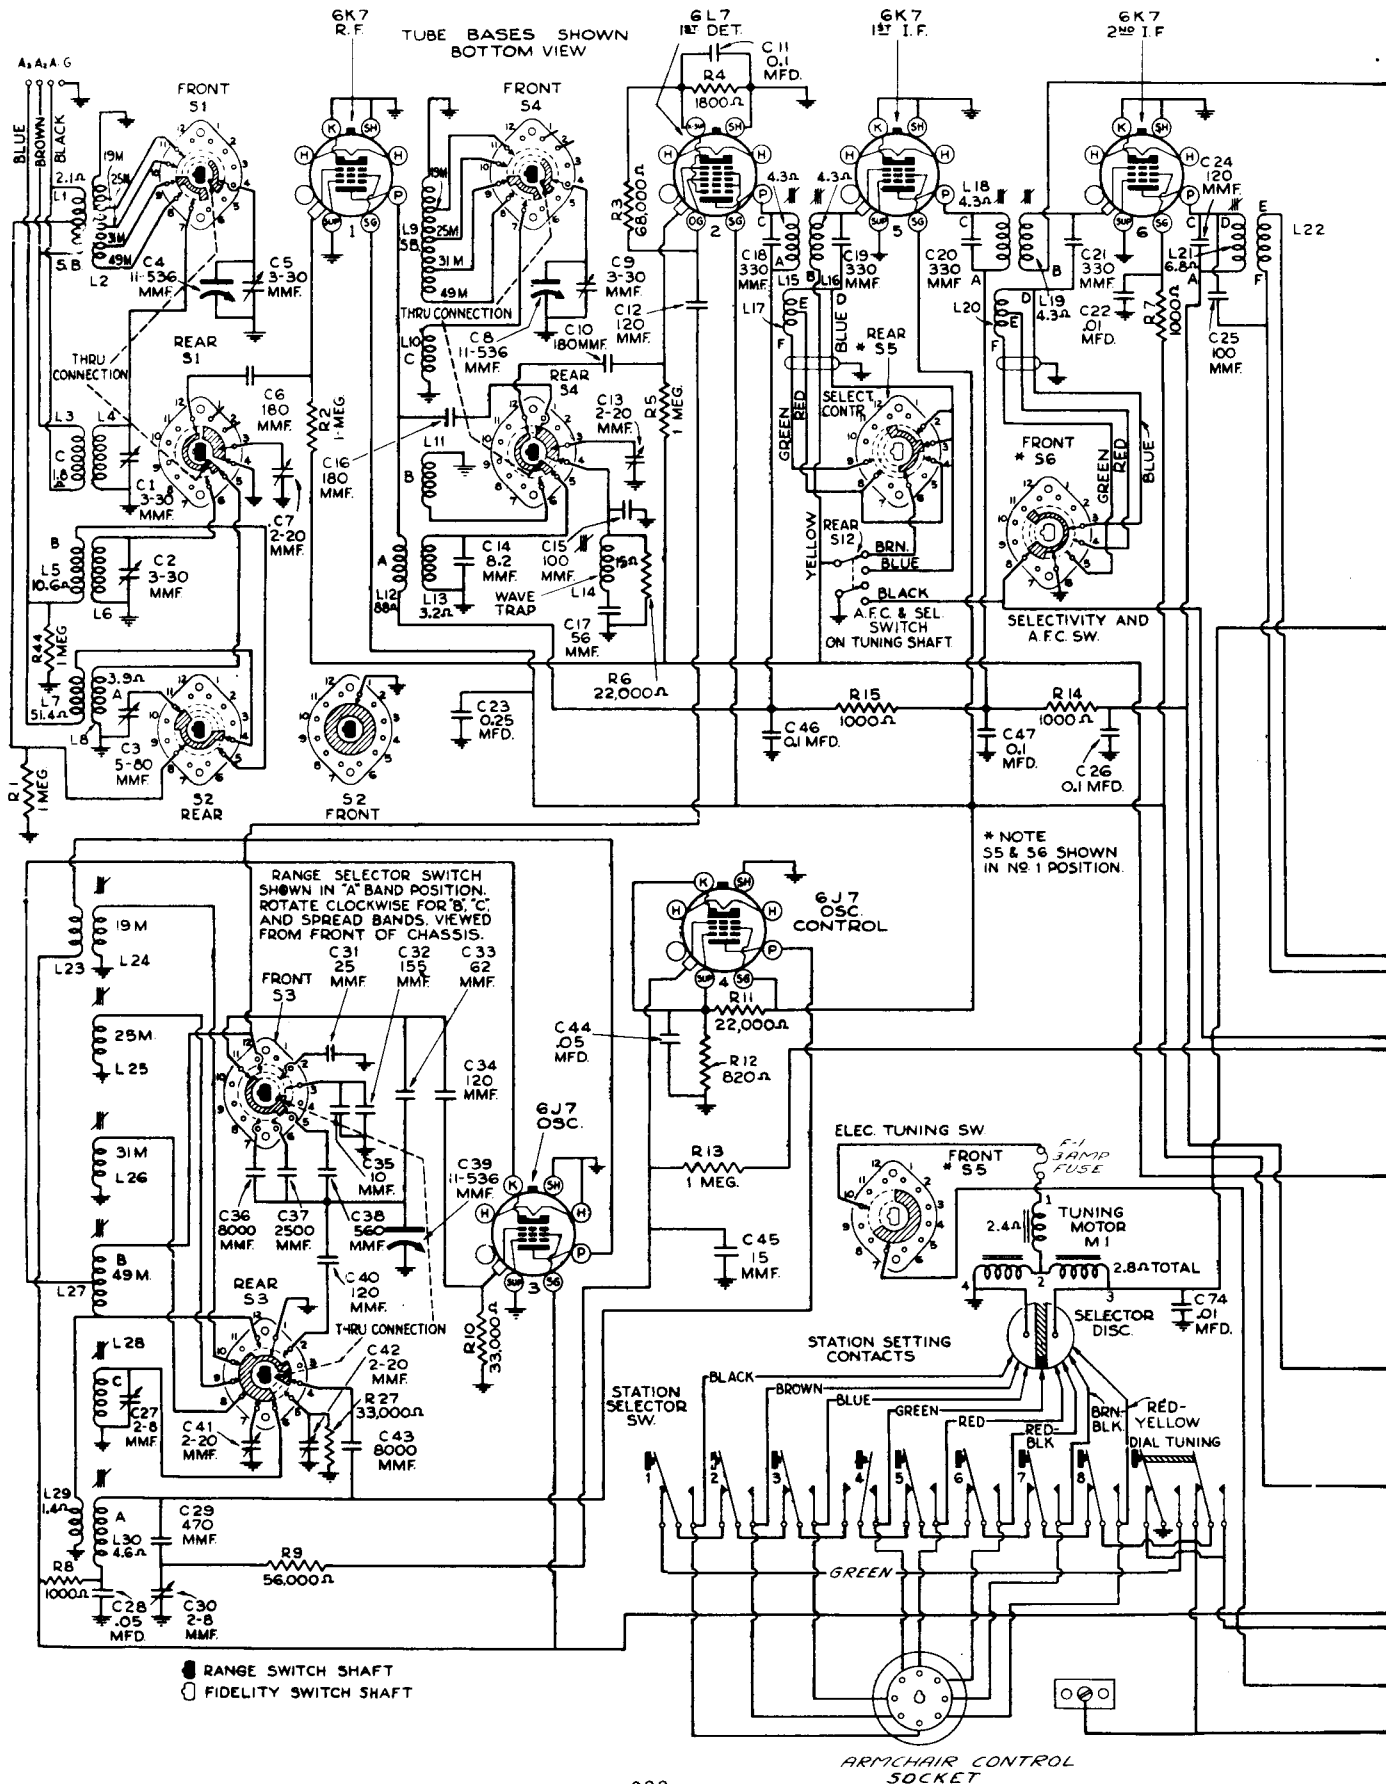 6K7
R.F.
TUBE BASES SHOWN
BOTTOM VIEW
6L7
1ST DET.
C11
0.1
MFD.
R4
1800Ω
6K7
1ST I.F.
6K7
2ND I.F
A3 A2 A G
BLUE
BROWN
BLACK
FRONT
S1
19M
25M
31M
49M
2.1Ω
L1
C
5.B
L2
C4
11-536
MMF.
C5
3-30
MMF.
THRU
CONNECTION
REAR
S1
FRONT
S4
19M
L9
5B
25M
31M
49M
THRU CONNECTION
C9
3-30
MMF.
C8
11-536
MMF.
C10
180MMF.
L10
C
REAR
S4
R3
68,000Ω
C12
120
MMF.
R5
1 MEG.
4.3Ω
4.3Ω
C18
330
MMF.
L15
L16
C19
330
MMF.
L17
C20
330
MMF
L18
4.3Ω
L19
4.3Ω
L20
C21
330
MMF.
C22
.01
MFD.
R7
1000Ω
C24
120
MMF.
L21
6.8Ω
C25
100
MMF.
L22
BLUE
GREEN
RED
YELLOW
REAR
* S5
SELECT.
CONTR.
REAR
S12
BRN.
BLUE
BLACK
A.F.C. & SEL.
SWITCH
ON TUNING SHAFT
FRONT
* S6
GREEN
RED
BLUE
SELECTIVITY AND
A.F.C. SW.
L3
L4
C
1.8Ω
C6
180
MMF.
C1
3-30
MMF.
C7
2-20
MMF.
R2
1-MEG.
C16
180
MMF.
L11
B
C13
2-20
MMF.
B
L5
10.6Ω
L6
C2
3-30
MMF.
R44
1 MEG.
A
L12
88Ω
L13
3.2Ω
C14
8.2
MMF.
C15
100
MMF.
WAVE
TRAP
L14
15Ω
C17
56
MMF.
R6
22,000Ω
L7
51.4Ω
L8
3.9Ω
A
C3
5-80
MMF.
R1
1 MEG.
S2
REAR
S2
FRONT
C23
0.25
MFD.
C46
0.1 MFD.
R15
1000Ω
C47
0.1
MFD.
R14
1000Ω
C26
0.1 MFD.
* NOTE
S5 & S6 SHOWN
IN Nº 1 POSITION.
RANGE SELECTOR SWITCH
SHOWN IN "A" BAND POSITION.
ROTATE CLOCKWISE FOR "B", "C",
AND SPREAD BANDS. VIEWED
FROM FRONT OF CHASSIS.
6J7
OSC.
CONTROL
19M
L23
L24
25M.
L25
31M
L26
B
49M.
L27
L28
C
FRONT
S3
C31
25
MMF.
C32
155
MMF.
C33
62
MMF.
C34
120
MMF.
C35
10
MMF.
C36
8000
MMF.
C37
2500
MMF.
C38
560
MMF
C39
11-536
MMF.
C40
120
MMF.
6J7
OSC.
R10
33,000Ω
REAR
S3
THRU CONNECTION
C42
2-20
MMF.
R27
33,000Ω
C43
8000
MMF.
C41
2-20
MMF.
C27
2-8
MMF.
L29
1.4Ω
A
L30
4.6Ω
C29
470
MMF.
R8
1000Ω
R9
56,000Ω
C28
.05
MFD.
C30
2-8
MMF.
C44
.05
MFD.
R11
22,000Ω
R12
820Ω
R13
1 MEG.
C45
15
MMF.
ELEC. TUNING SW.
FRONT
* S5
F-1
3AMP
FUSE
2.4Ω
TUNING
MOTOR
M1
2.8Ω TOTAL
SELECTOR
DISC.
C74
.01
MFD.
STATION SETTING
CONTACTS
STATION
SELECTOR
SW.
BLACK
BROWN
BLUE
GREEN
RED
RED-
BLK
BRN.
BLK.
RED-
YELLOW
DIAL TUNING
1 2 3 4 5 6 7 8
GREEN
RANGE SWITCH SHAFT
FIDELITY SWITCH SHAFT
ARMCHAIR CONTROL
SOCKET